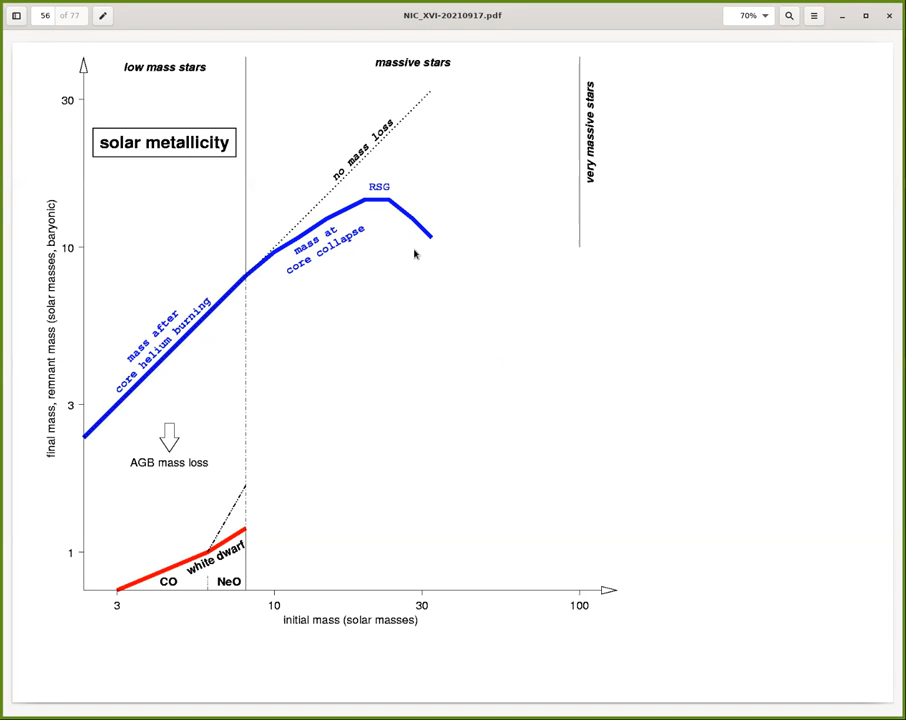 56 of 77
NIC_XVI-20210917.pdf
70%
low mass stars
massive stars
very massive stars
30
solar metallicity
no mass loss
RSG
mass at
core collapse
10
final mass, remnant mass (solar masses, baryonic)
mass after
core helium burning
3
AGB mass loss
1
white dwarf
CO
NeO
3
10
30
100
initial mass (solar masses)